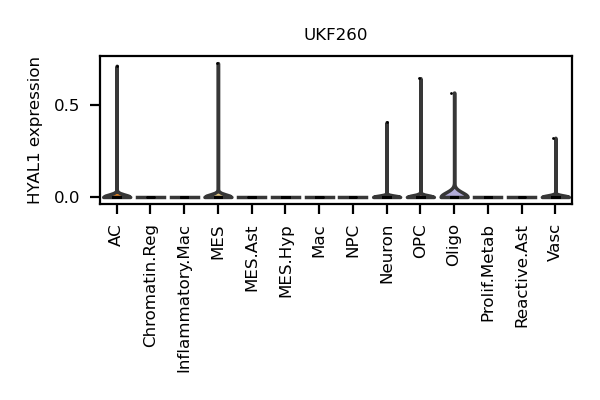 UKF260
HYAL1 expression
0.5
0.0
AC
Chromatin.Reg
Inflammatory.Mac
MES
MES.Ast
MES.Hyp
Mac
NPC
Neuron
OPC
Oligo
Prolif.Metab
Reactive.Ast
Vasc